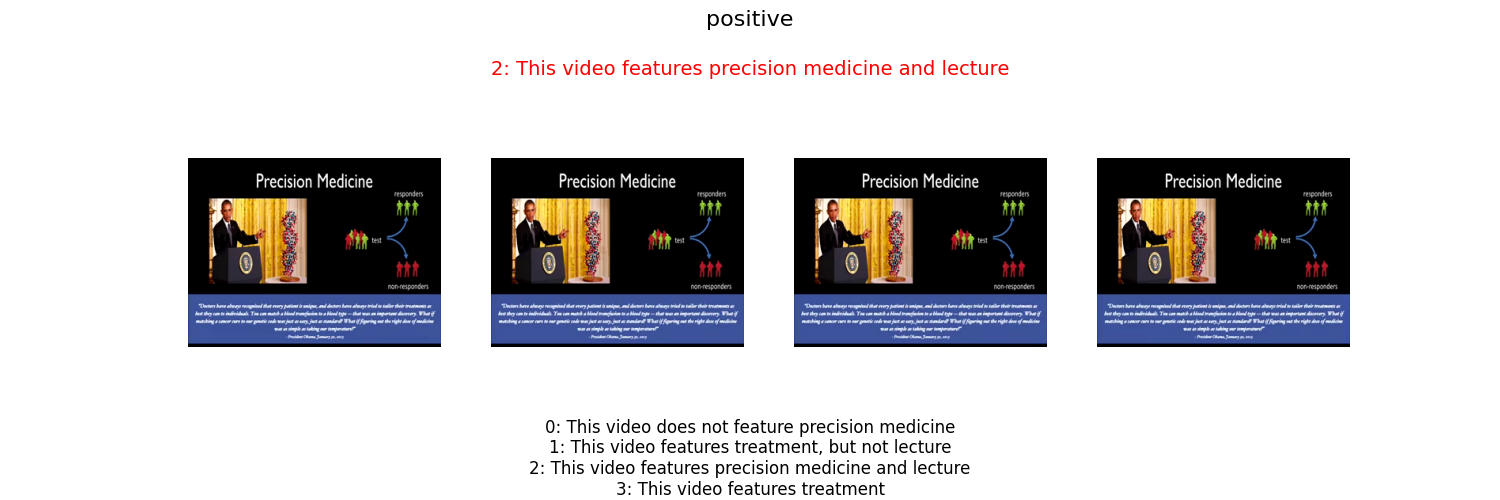 positive
2: This video features precision medicine and lecture
Precision Medicine
responders
test
non-responders
"Doctors have always recognized that every patient is unique, and doctors have always tried to tailor their treatments as
best they can to individuals. You can match a blood transfusion to a blood type — that was an important discovery. What if
matching a cancer cure to our genetic code was just as easy, just as standard? What if figuring out the right dose of medicine
was as simple as taking our temperature?"
- President Obama, January 30, 2015
Precision Medicine
responders
test
non-responders
"Doctors have always recognized that every patient is unique, and doctors have always tried to tailor their treatments as
best they can to individuals. You can match a blood transfusion to a blood type — that was an important discovery. What if
matching a cancer cure to our genetic code was just as easy, just as standard? What if figuring out the right dose of medicine
was as simple as taking our temperature?"
- President Obama, January 30, 2015
Precision Medicine
responders
test
non-responders
"Doctors have always recognized that every patient is unique, and doctors have always tried to tailor their treatments as
best they can to individuals. You can match a blood transfusion to a blood type — that was an important discovery. What if
matching a cancer cure to our genetic code was just as easy, just as standard? What if figuring out the right dose of medicine
was as simple as taking our temperature?"
- President Obama, January 30, 2015
Precision Medicine
responders
test
non-responders
"Doctors have always recognized that every patient is unique, and doctors have always tried to tailor their treatments as
best they can to individuals. You can match a blood transfusion to a blood type — that was an important discovery. What if
matching a cancer cure to our genetic code was just as easy, just as standard? What if figuring out the right dose of medicine
was as simple as taking our temperature?"
- President Obama, January 30, 2015
0: This video does not feature precision medicine
1: This video features treatment, but not lecture
2: This video features precision medicine and lecture
3: This video features treatment